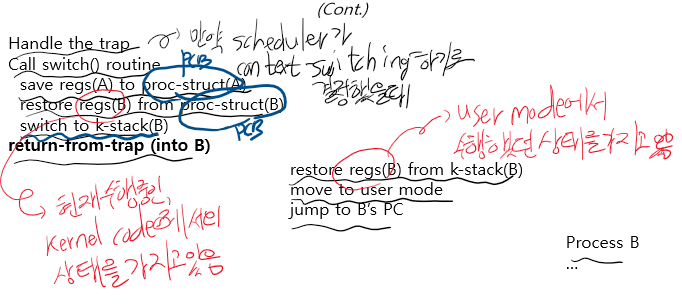 (Cont.)
Handle the trap
만약 scheduler가
Call switch() routine
context switching하기로
결정했을때
PCB
save regs(A) to proc-struct(A)
restore regs(B) from proc-struct(B)
PCB
switch to k-stack(B)
return-from-trap (into B)
user mode에서
수행했던 상태를 가지고 있음
restore regs(B) from k-stack(B)
move to user mode
jump to B's PC
현재 수행중인
kernel code에서의
상태를 가지고 있음
Process B
...